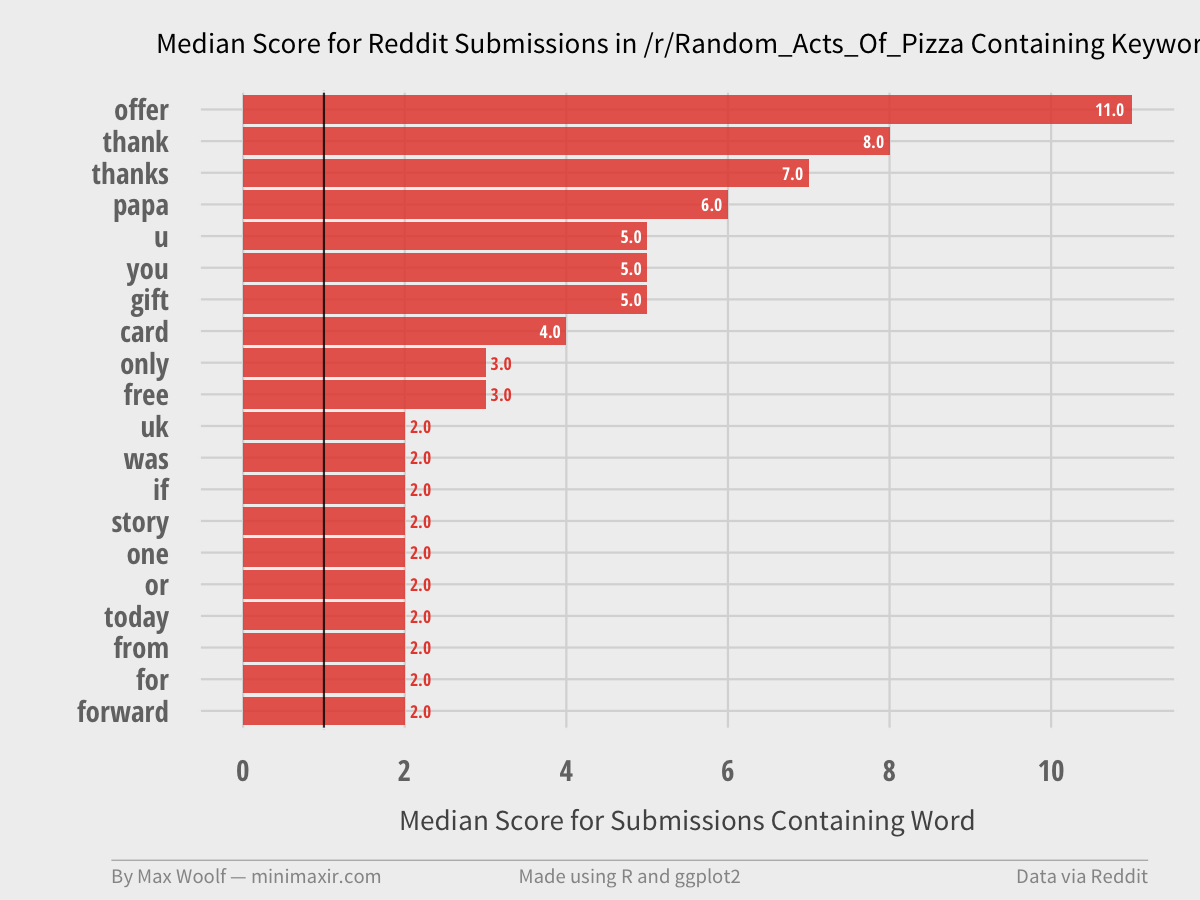 Median Score for Reddit Submissions in /r/Random_Acts_Of_Pizza Containing Keywor
offer 11.0
thank 8.0
thanks 7.0
papa 6.0
u 5.0
you 5.0
gift 5.0
card 4.0
only 3.0
free 3.0
uk 2.0
was 2.0
if 2.0
story 2.0
one 2.0
or 2.0
today 2.0
from 2.0
for 2.0
forward 2.0
0 2 4 6 8 10
Median Score for Submissions Containing Word
By Max Woolf — minimaxir.com Made using R and ggplot2 Data via Reddit